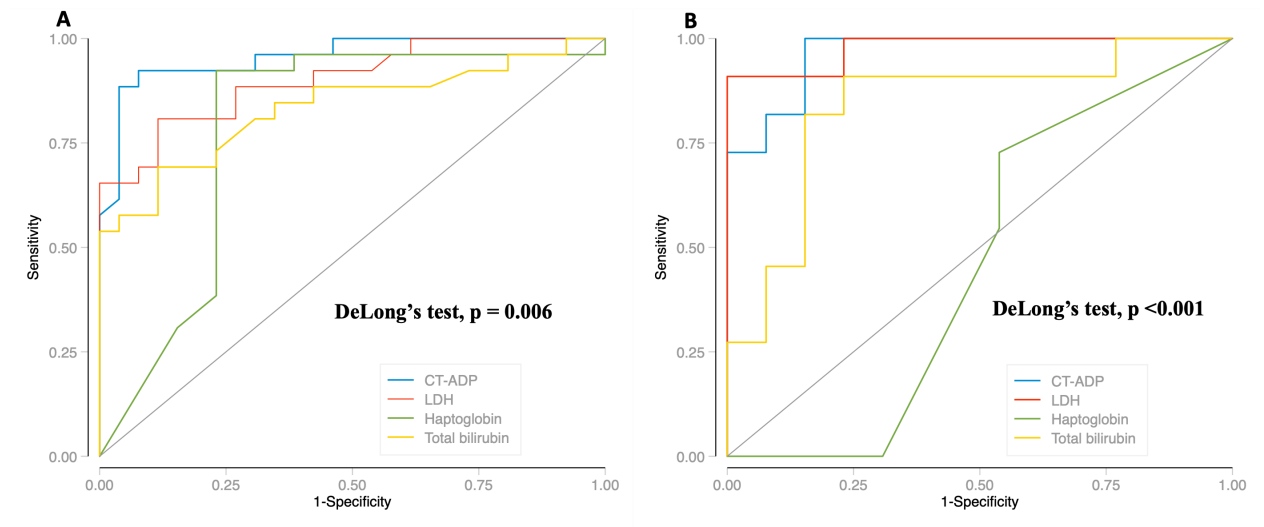 A
1.00
0.75
0.50
0.25
0.00
Sensitivity
DeLong’s test, p = 0.006
CT-ADP
LDH
Haptoglobin
Total bilirubin
0.00 0.25 0.50 0.75 1.00
1-Specificity
B
1.00
0.75
0.50
0.25
0.00
Sensitivity
DeLong’s test, p <0.001
CT-ADP
LDH
Haptoglobin
Total bilirubin
0.00 0.25 0.50 0.75 1.00
1-Specificity